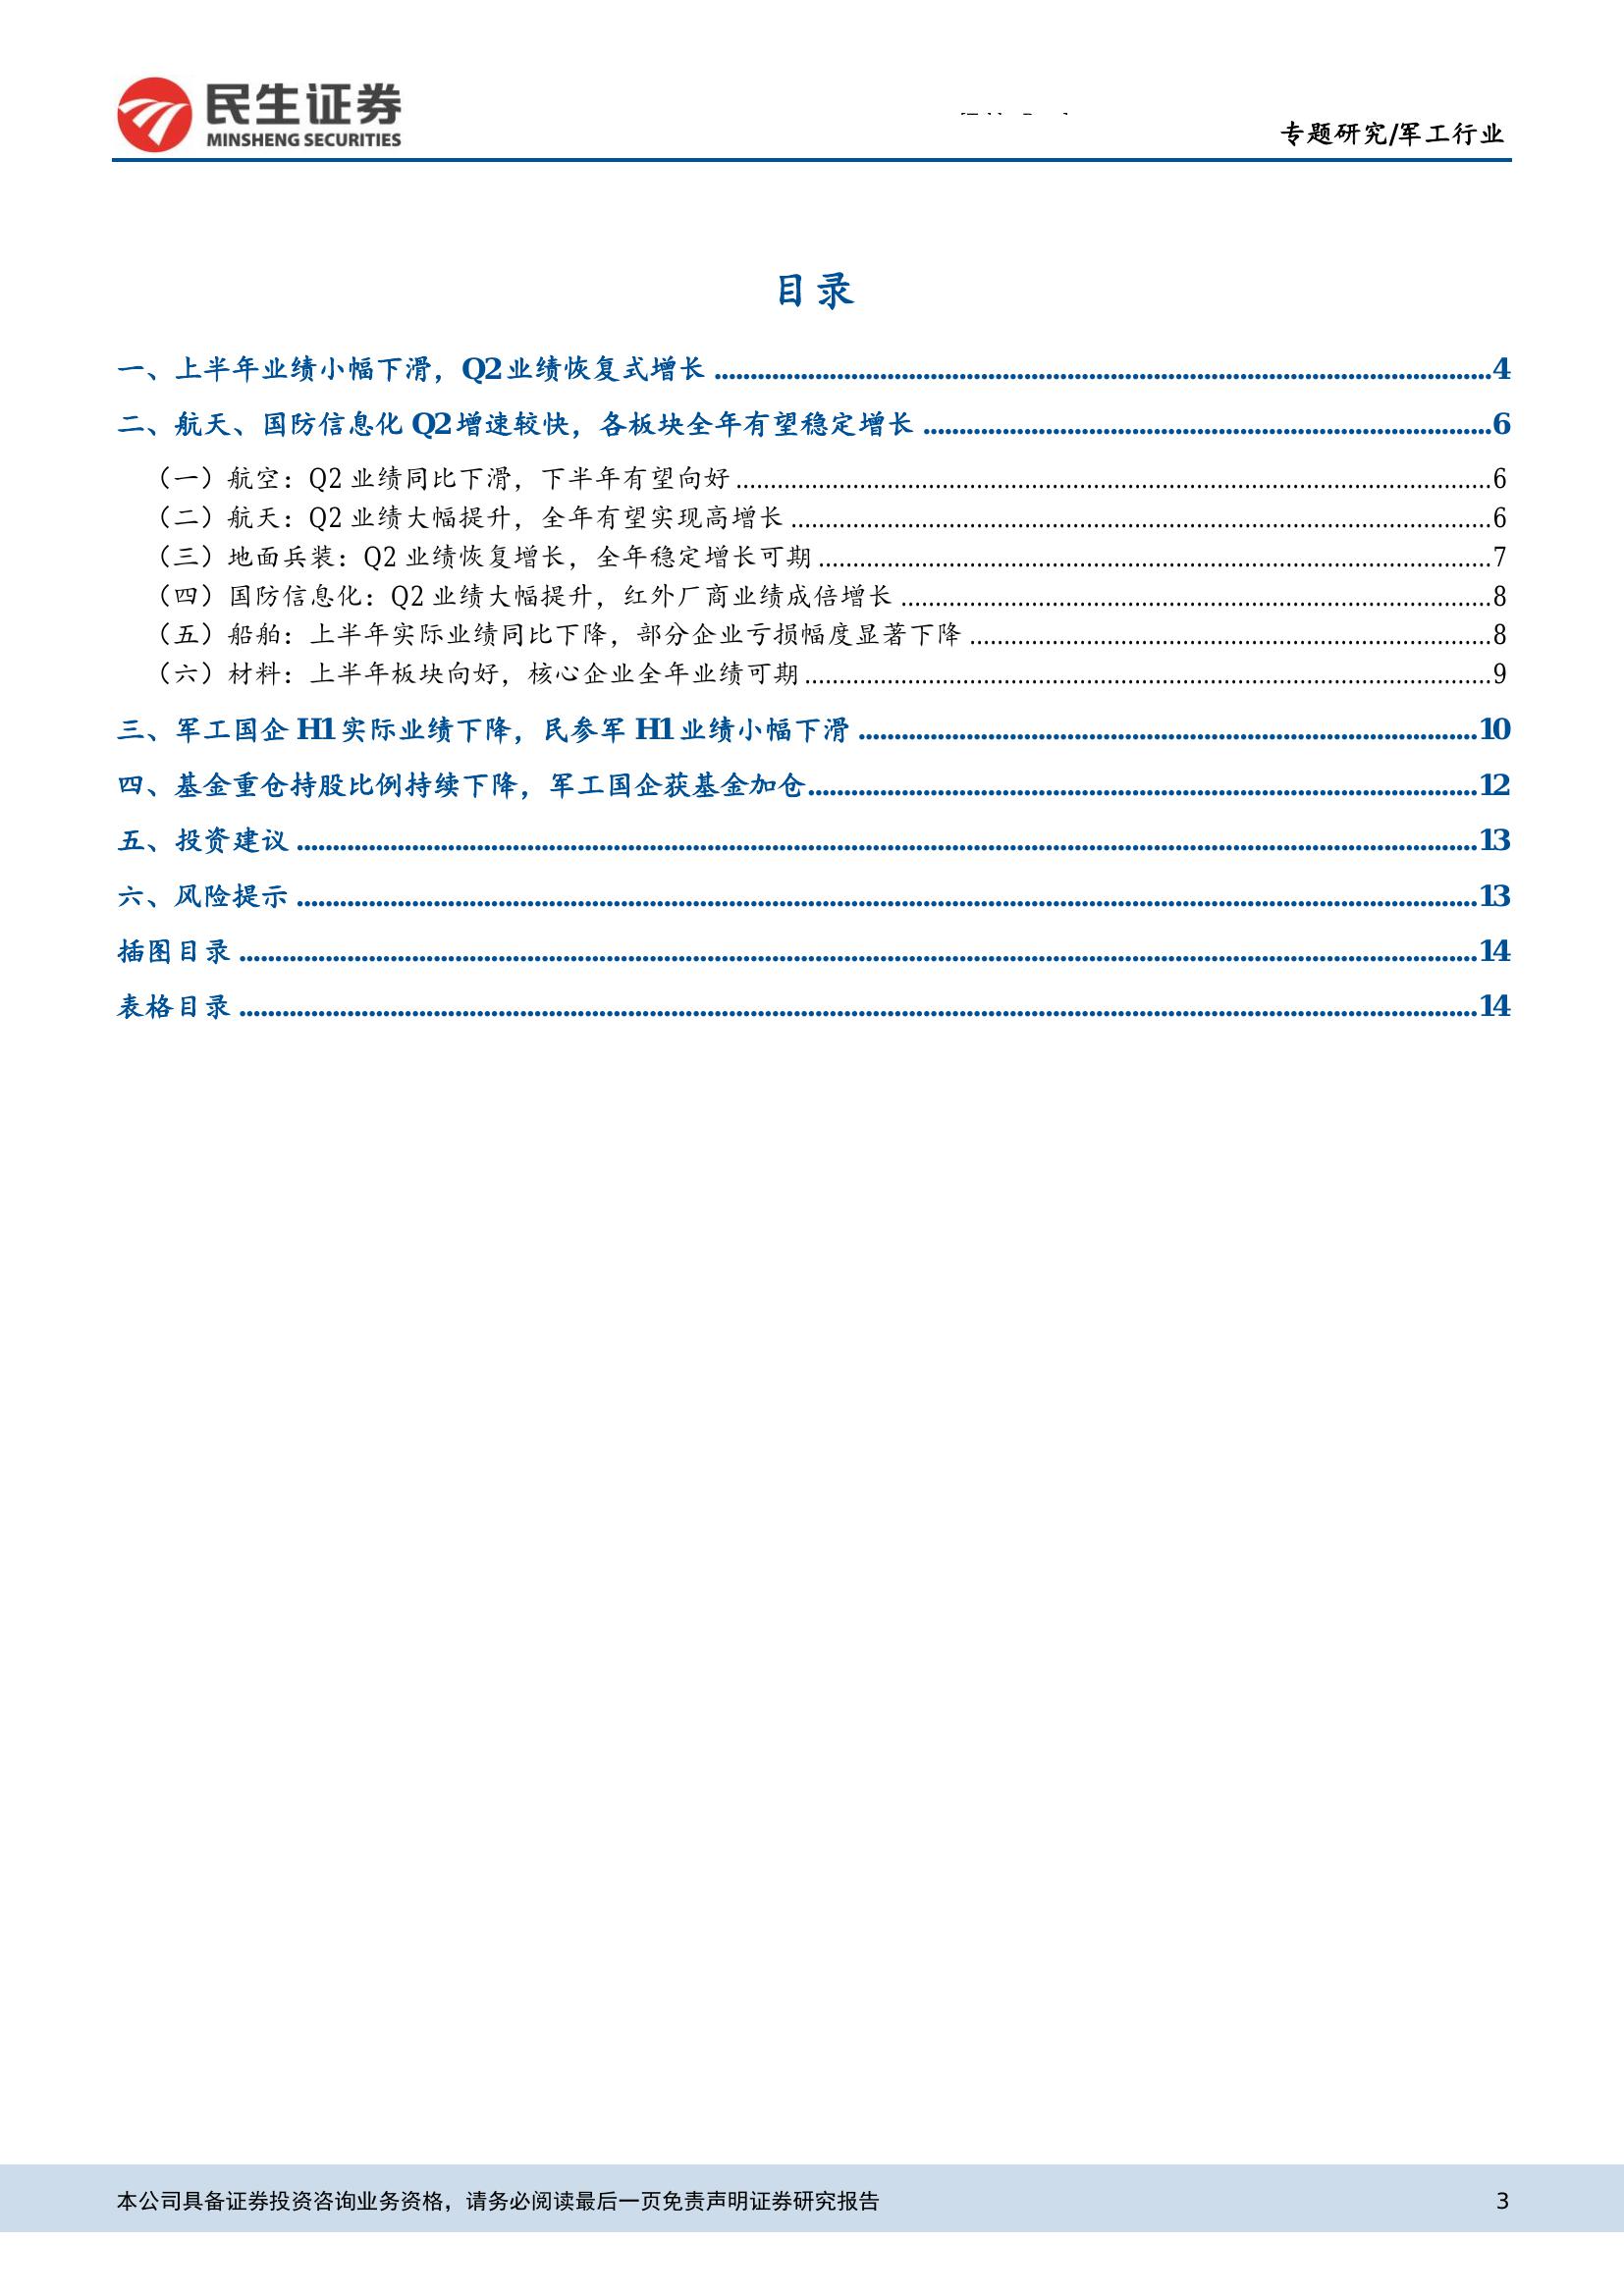 民生证券
MINSHENG SECURITIES
专题研究/军工行业
目录
一、上半年业绩小幅下滑，Q2业绩恢复式增长 4
二、航天、国防信息化 Q2 增速较快，各板块全年有望稳定增长 6
（一）航空：Q2 业绩同比下滑，下半年有望向好 6
（二）航天：Q2 业绩大幅提升，全年有望实现高增长 6
（三）地面兵装：Q2 业绩恢复增长，全年稳定增长可期 7
（四）国防信息化：Q2 业绩大幅提升，红外厂商业绩成倍增长 8
（五）船舶：上半年实际业绩同比下降，部分企业亏损幅度显著下降 8
（六）材料：上半年板块向好，核心企业全年业绩可期 9
三、军工国企 H1 实际业绩下降，民参军 H1 业绩小幅下滑 10
四、基金重仓持股比例持续下降，军工国企获基金加仓 12
五、投资建议 13
六、风险提示 13
插图目录 14
表格目录 14
本公司具备证券投资咨询业务资格，请务必阅读最后一页免责声明证券研究报告 3